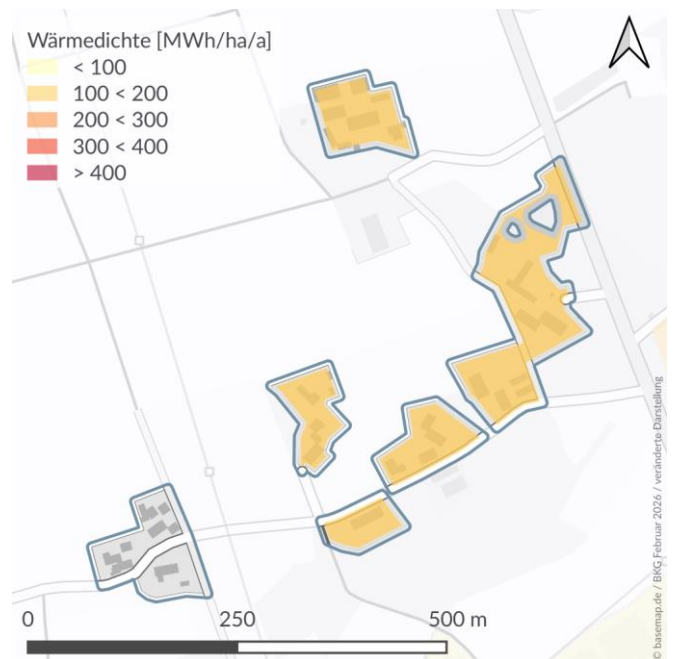 Wärmedichte [MWh/ha/a]
< 100
100 < 200
200 < 300
300 < 400
> 400
0 250 500 m
© basemap.de / BKG Februar 2026 / veränderte Darstellung